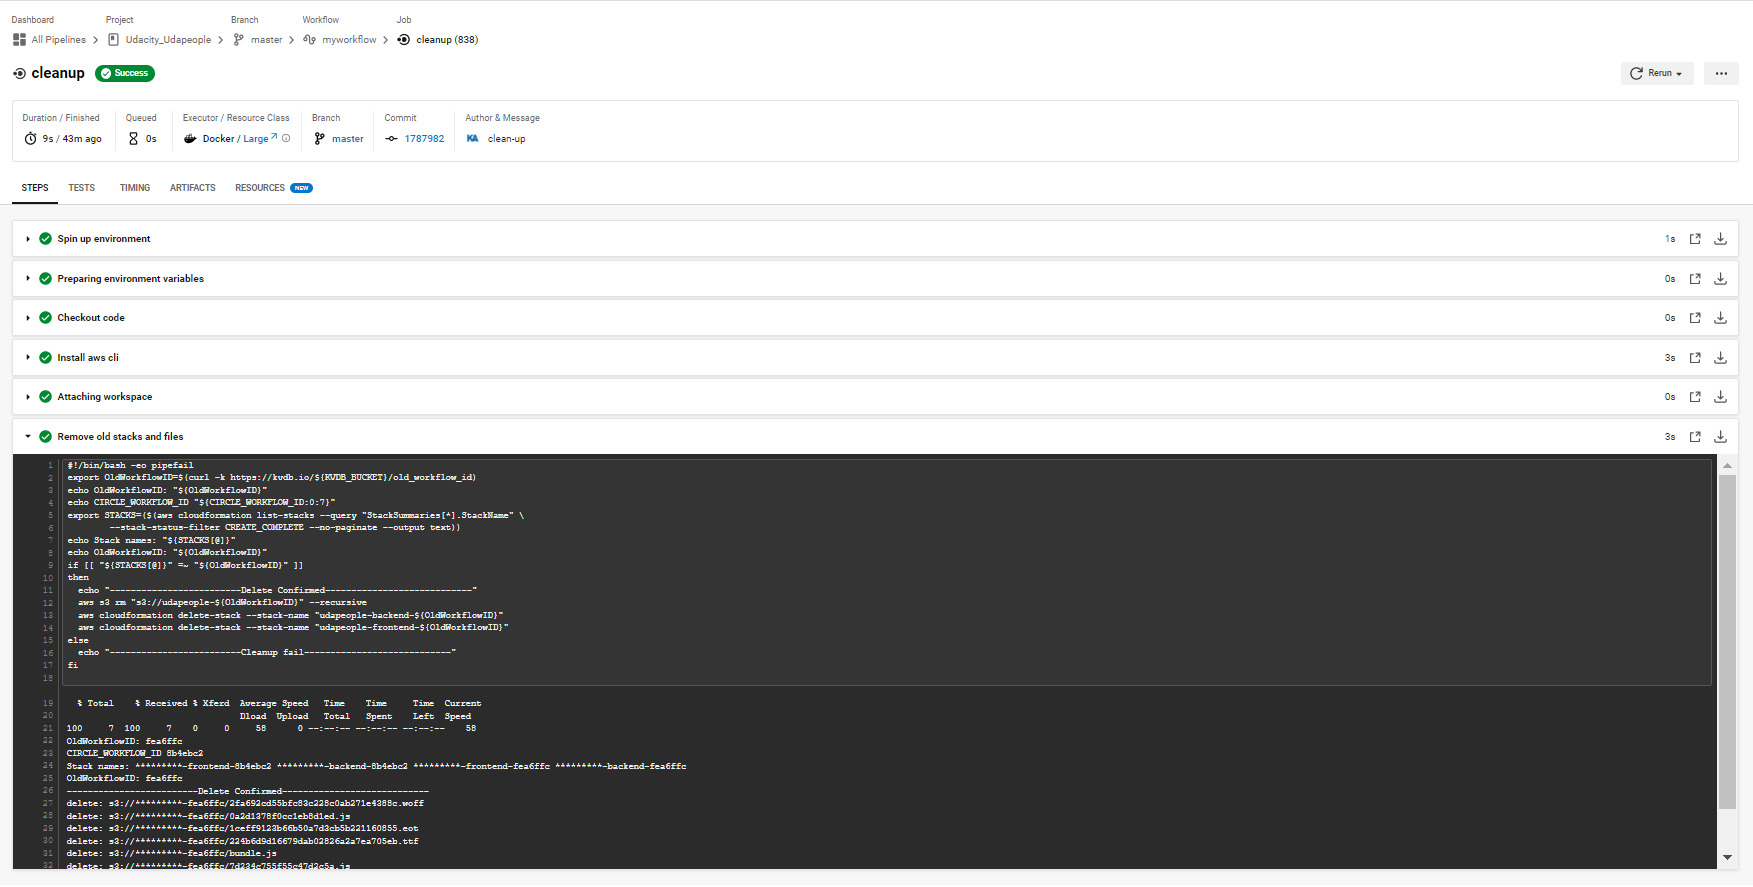 Dashboard Project Branch Workflow Job
All Pipelines Udacity_Udapeople master myworkflow cleanup (838)
cleanup Success Rerun ...
Duration / Finished Queued Executor / Resource Class Branch Commit Author & Message
9s / 43m ago 0s Docker / Large master 1787982 KA clean-up
STEPS TESTS TIMING ARTIFACTS RESOURCES NEW
Spin up environment 1s
Preparing environment variables 0s
Checkout code 0s
Install aws cli 3s
Attaching workspace 0s
Remove old stacks and files 3s
1 #!/bin/bash -eo pipefail
2 export OldWorkflowID=$(curl -k https://kvdb.io/${KVDB_BUCKET}/old_workflow_id)
3 echo OldWorkflowID: "${OldWorkflowID}"
4 echo CIRCLE_WORKFLOW_ID "${CIRCLE_WORKFLOW_ID:0:7}"
5 export STACKS=($(aws cloudformation list-stacks --query "StackSummaries[*].StackName" \
6 --stack-status-filter CREATE_COMPLETE --no-paginate --output text))
7 echo Stack names: "${STACKS[@]}"
8 echo OldWorkflowID: "${OldWorkflowID}"
9 if [[ "${STACKS[@]}" =~ "${OldWorkflowID}" ]]
10 then
11 echo "-------------------------Delete Confirmed----------------------------"
12 aws s3 rm "s3://udapeople-${OldWorkflowID}" --recursive
13 aws cloudformation delete-stack --stack-name "udapeople-backend-${OldWorkflowID}"
14 aws cloudformation delete-stack --stack-name "udapeople-frontend-${OldWorkflowID}"
15 else
16 echo "-------------------------Cleanup fail----------------------------"
17 fi
18
19 % Total % Received % Xferd Average Speed Time Time Time Current
20 Dload Upload Total Spent Left Speed
21 100 7 100 7 0 0 58 0 --:--:-- --:--:-- --:--:-- 58
22 OldWorkflowID: fea6ffc
23 CIRCLE_WORKFLOW_ID 8b4ebc2
24 Stack names: *********-frontend-8b4ebc2 *********-backend-8b4ebc2 *********-frontend-fea6ffc *********-backend-fea6ffc
25 OldWorkflowID: fea6ffc
26 -------------------------Delete Confirmed----------------------------
27 delete: s3://*********-fea6ffc/2fa692cd55bfc83c228c0ab271e4388c.woff
28 delete: s3://*********-fea6ffc/0a2d1378f0cc1eb8d1ed.js
29 delete: s3://*********-fea6ffc/1ceff9123b66b50a7d3cb5b221160855.eot
30 delete: s3://*********-fea6ffc/224b6d9d16679dab02826a2a7ea705eb.ttf
31 delete: s3://*********-fea6ffc/bundle.js
32 delete: s3://*********-fea6ffc/7d234c755f55c47d2c5a.js